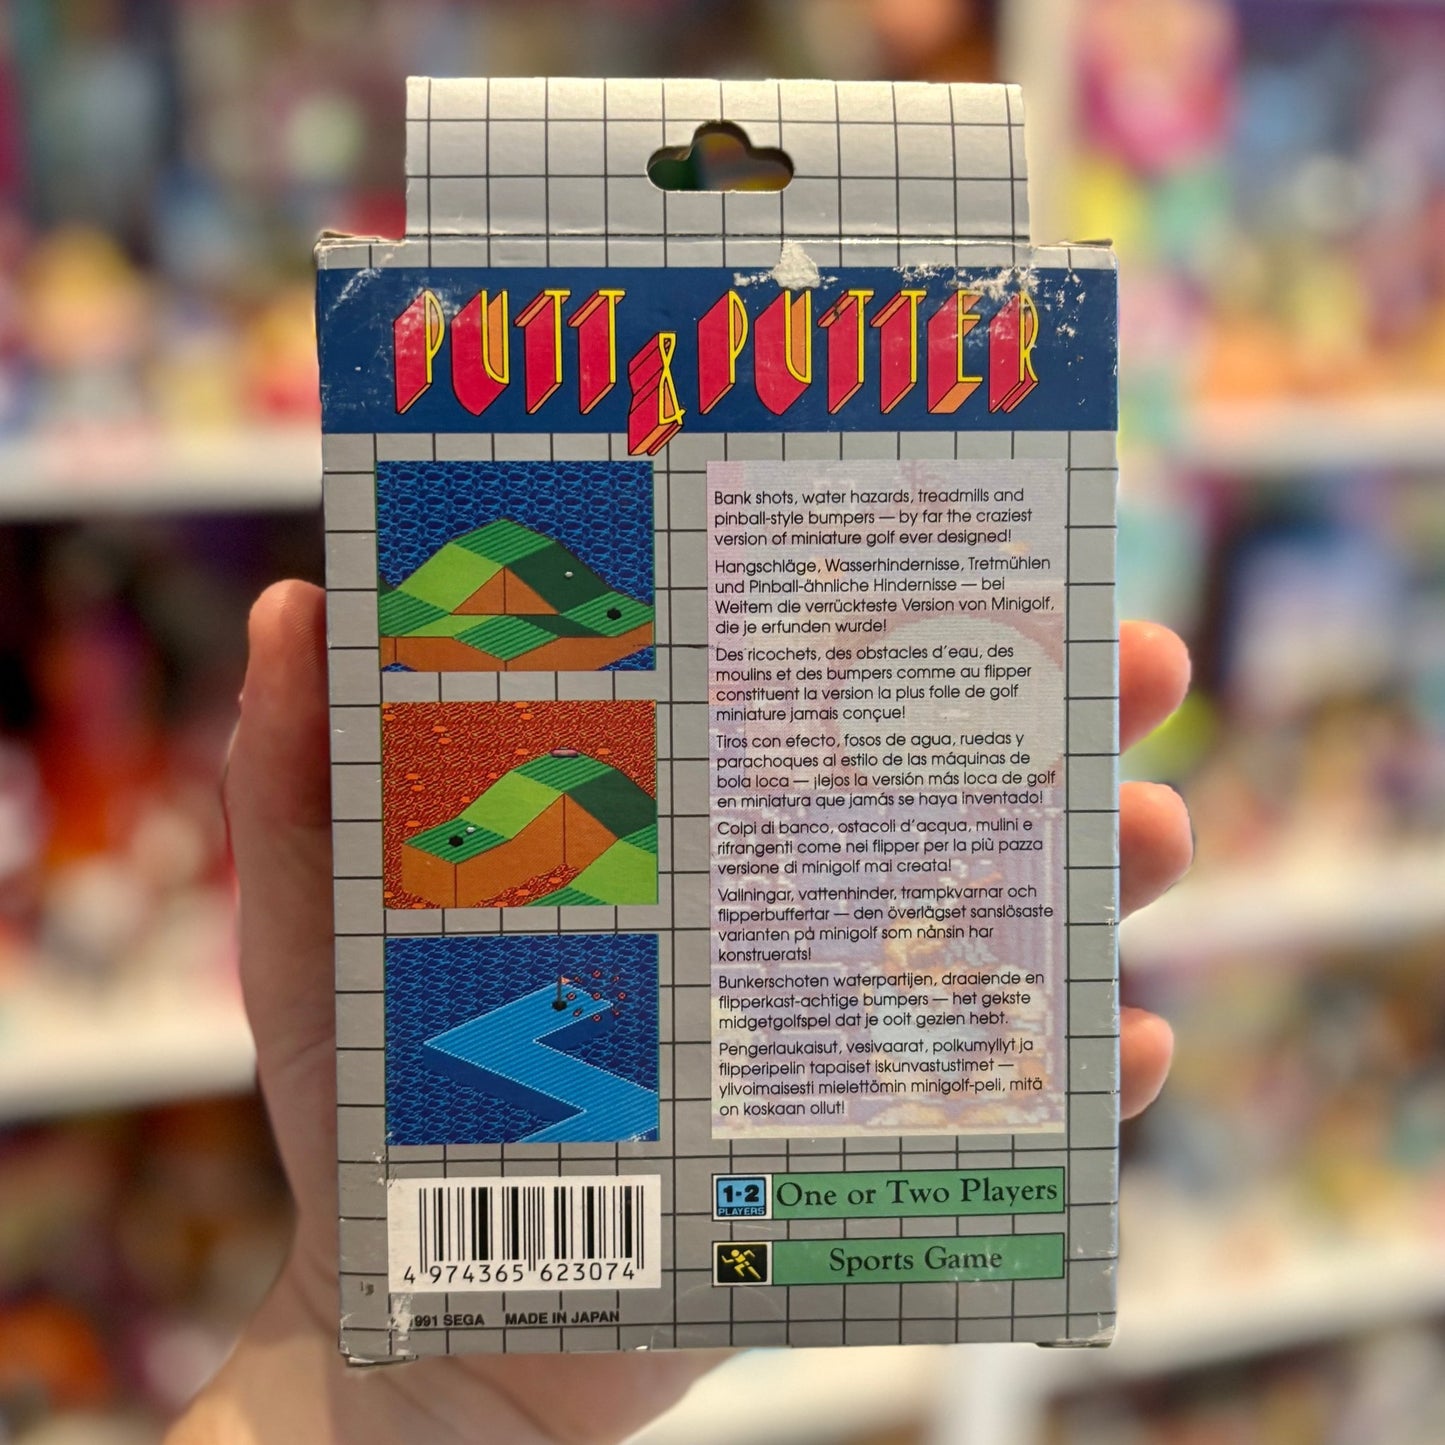 PUTT & PUTTER
Bank shots, water hazards, treadmills and
pinball-style bumpers — by far the craziest
version of miniature golf ever designed!
Hangschläge, Wasserhindernisse, Tretmühlen
und Pinball-ähnliche Hindernisse — bei
Weitem die verrückteste Version von Minigolf,
die je erfunden wurde!
Des ricochets, des obstacles d'eau, des
moulins et des bumpers comme au flipper
constituent la version la plus folle de golf
miniature jamais conçue!
Tiros con efecto, fosos de agua, ruedas y
parachoques al estilo de las máquinas de
bola loca — ¡lejos la versión más loca de golf
en miniatura que jamás se haya inventado!
Colpi di banco, ostacoli d'acqua, mulini e
rifrangenti come nei flipper per la più pazza
versione di minigolf mai creata!
Vallningar, vattenhinder, trampkvarnar och
flipperbuffertar — den överlägset sanslösaste
varianten på minigolf som nånsin har
konstruerats!
Bunkerschoten waterpartijen, draaiende en
flipperkast-achtige bumpers — het gekste
midgetgolfspel dat je ooit gezien hebt.
Pengerlaukaisut, vesivaarat, polkumyllyt ja
flipperipelin tapaiset iskunvastustimet —
ylivoimaisesti mielettömin minigolf-peli, mitä
on koskaan ollut!
1-2
PLAYERS
One or Two Players
Sports Game
4 974365 623074
1991 SEGA MADE IN JAPAN